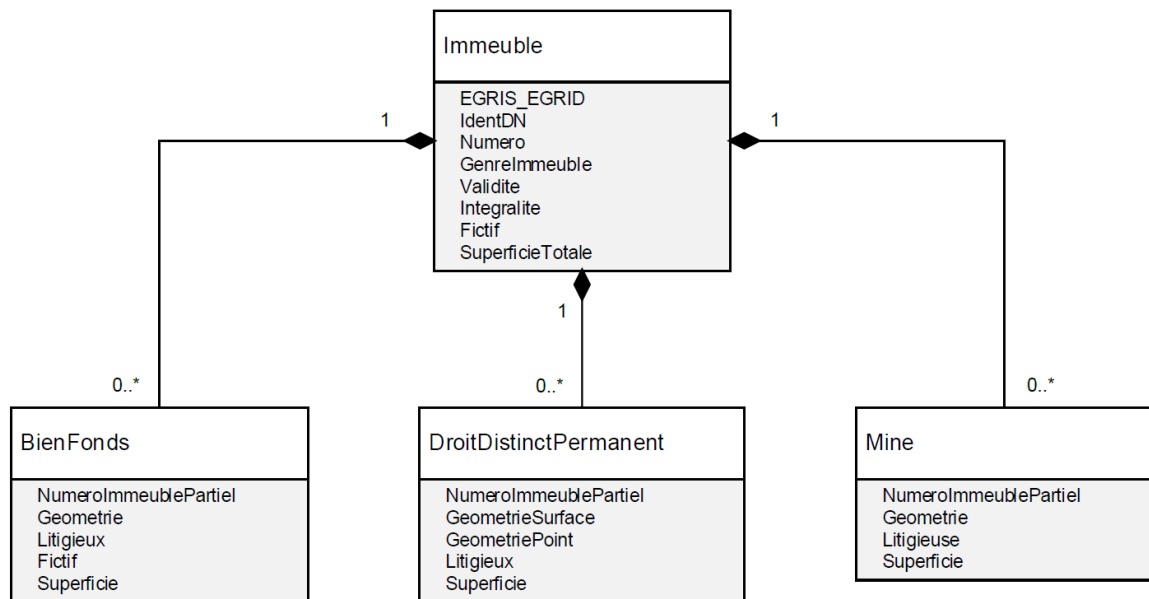 Immeuble
EGRIS_EGRID
IdentDN
Numero
GenreImmeuble
Validite
Integralite
Fictif
SuperficieTotale
1
1
1
0..*
0..*
0..*
BienFonds
NumeroImmeublePartiel
Geometrie
Litigieux
Fictif
Superficie
DroitDistinctPermanent
NumeroImmeublePartiel
GeometrieSurface
GeometriePoint
Litigieux
Superficie
Mine
NumeroImmeublePartiel
Geometrie
Litigieuse
Superficie